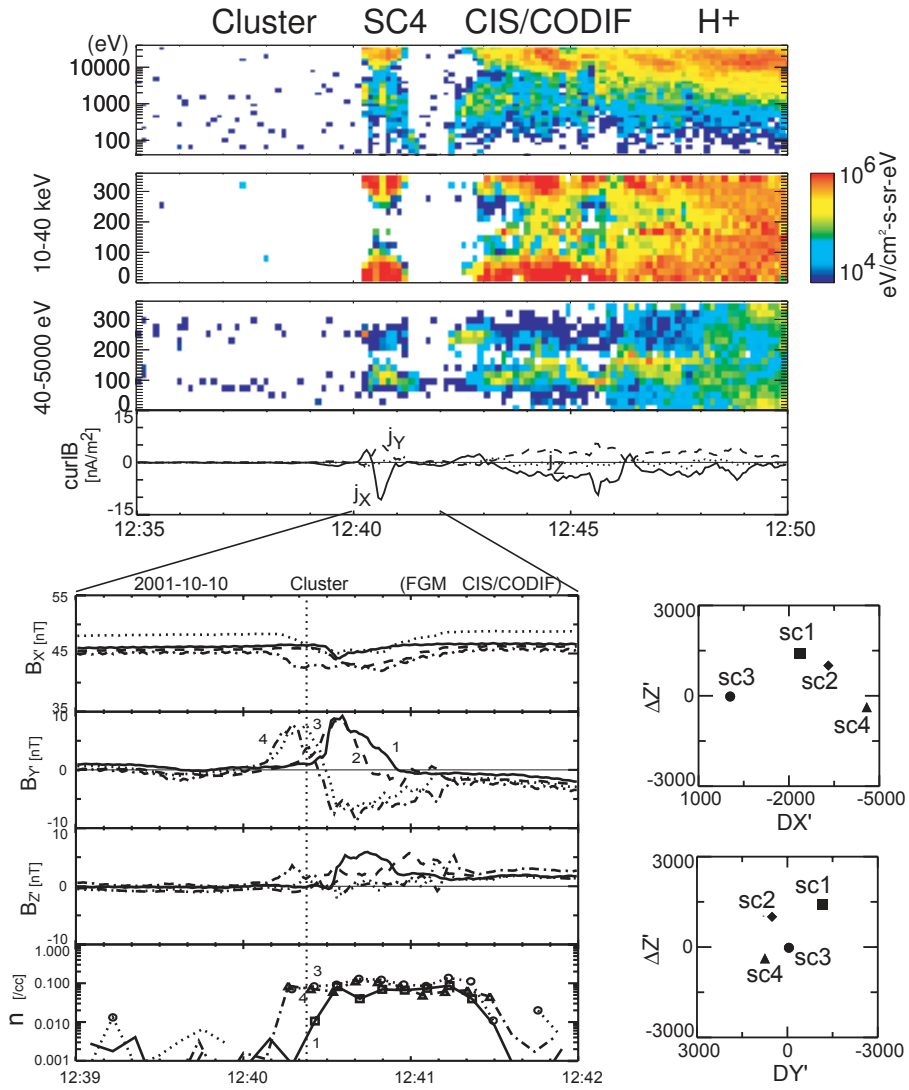 Cluster SC4 CIS/CODIF H+
(eV)
10000
1000
100
10-40 keV
300
200
100
0
10⁶
10⁴
eV/cm²-s-sr-eV
40-5000 eV
300
200
100
0
curlB
[nA/m²]
15
0
-15
jY
jZ
jX
12:35 12:40 12:45 12:50
2001-10-10 Cluster (FGM CIS/CODIF)
BX' [nT]
55
45
35
BY' [nT]
10
0
-10
4 3 2 1
BZ' [nT]
10
0
-10
n [/cc]
1.000
0.100
0.010
0.001
3
4
1
12:39 12:40 12:41 12:42
ΔZ'
3000
0
-3000
sc1
sc2
sc3
sc4
1000 -2000 -5000
DX'
ΔZ'
3000
0
-3000
sc2 sc1
sc4 sc3
3000 0 -3000
DY'